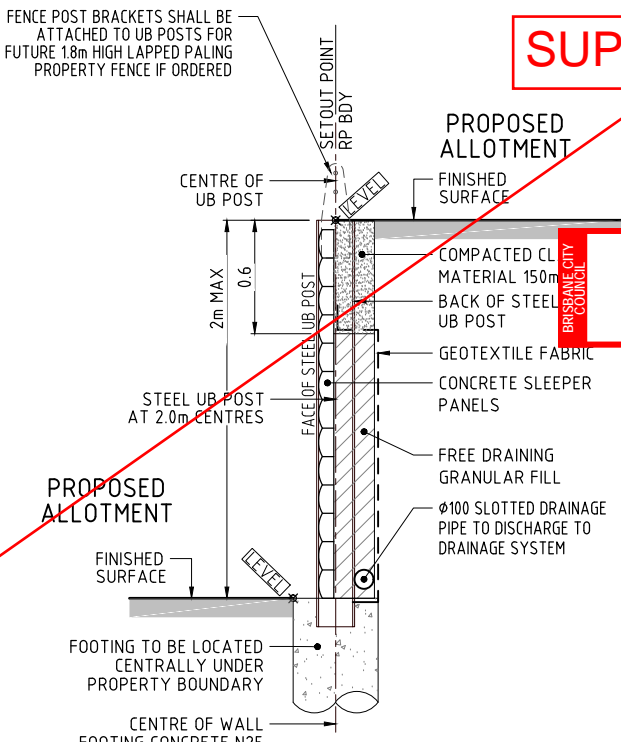 FENCE POST BRACKETS SHALL BE
ATTACHED TO UB POSTS FOR
FUTURE 1.8m HIGH LAPPED PALING
PROPERTY FENCE IF ORDERED
SETOUT POINT
RP BDY
SUP
PROPOSED
ALLOTMENT
CENTRE OF
UB POST
LEVEL
FINISHED
SURFACE
2m MAX
0.6
FACE OF STEEL UB POST
COMPACTED CL
MATERIAL 150m
BRISBANE CITY
COUNCIL
BACK OF STEEL
UB POST
GEOTEXTILE FABRIC
STEEL UB POST
AT 2.0m CENTRES
CONCRETE SLEEPER
PANELS
FREE DRAINING
GRANULAR FILL
PROPOSED
ALLOTMENT
Ø100 SLOTTED DRAINAGE
PIPE TO DISCHARGE TO
DRAINAGE SYSTEM
FINISHED
SURFACE
LEVEL
FOOTING TO BE LOCATED
CENTRALLY UNDER
PROPERTY BOUNDARY
CENTRE OF WALL
FOOTING CONCRETE N25